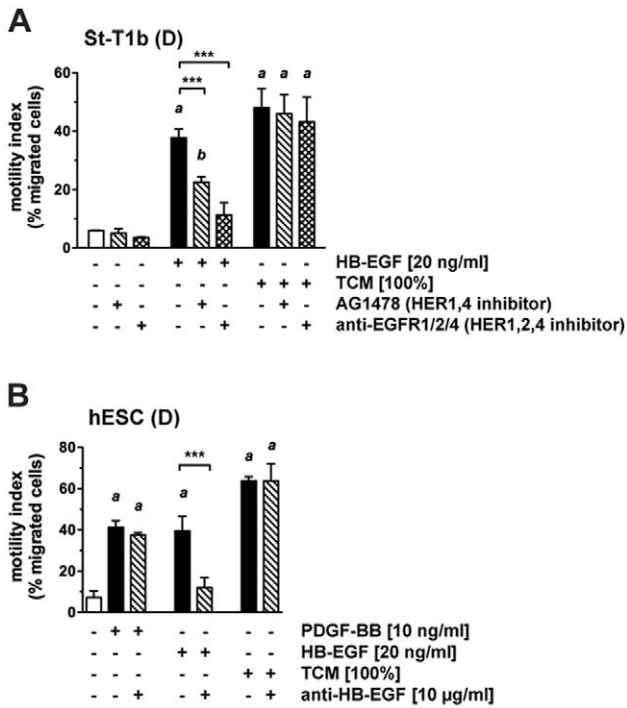 A
St-T1b (D)
motility index
(% migrated cells)
60
40
20
0
***
***
a
b
a a a
- - - + + + - - - HB-EGF [20 ng/ml]
- - - - - - + + + TCM [100%]
- + - - + - - + - AG1478 (HER1,4 inhibitor)
- - + - - + - - + anti-EGFR1/2/4 (HER1,2,4 inhibitor)
B
hESC (D)
motility index
(% migrated cells)
80
60
40
20
0
***
a a
a
a a
- + + - - - - PDGF-BB [10 ng/ml]
- - - + + - - HB-EGF [20 ng/ml]
- - - - - + + TCM [100%]
- - + - + - + anti-HB-EGF [10 µg/ml]